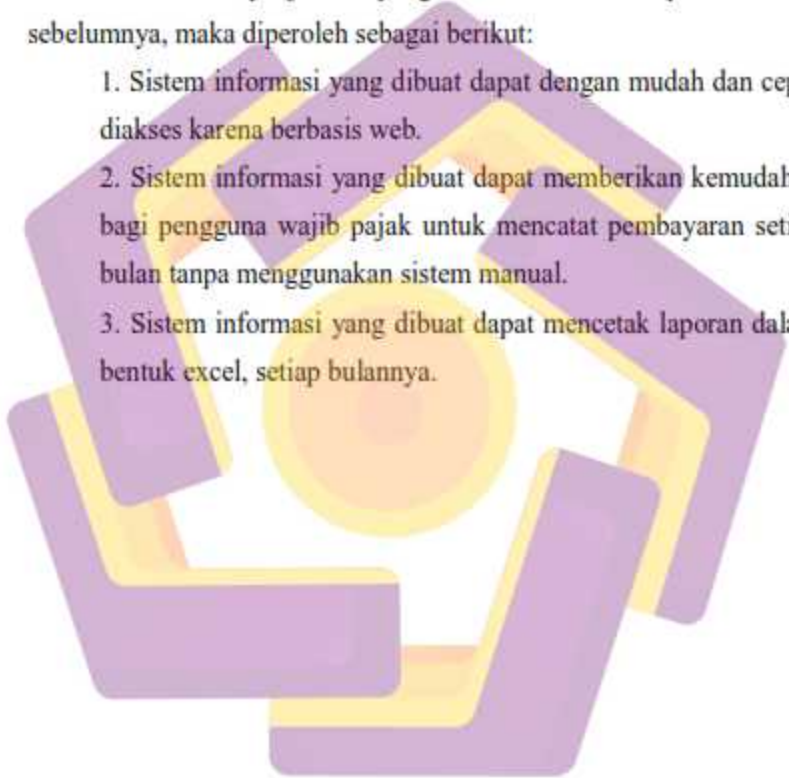 sebelumnya, maka diperoleh sebagai berikut:
1. Sistem informasi yang dibuat dapat dengan mudah dan
diakses karena berbasis web.
2. Sistem informasi yang dibuat dapat memberikan
bagi pengguna wajib pajak untuk mencatat pembayaran
bulan tanpa menggunakan sistem manual.
3. Sistem informasi yang dibuat dapat mencetak laporan
bentuk excel, setiap bulannya.